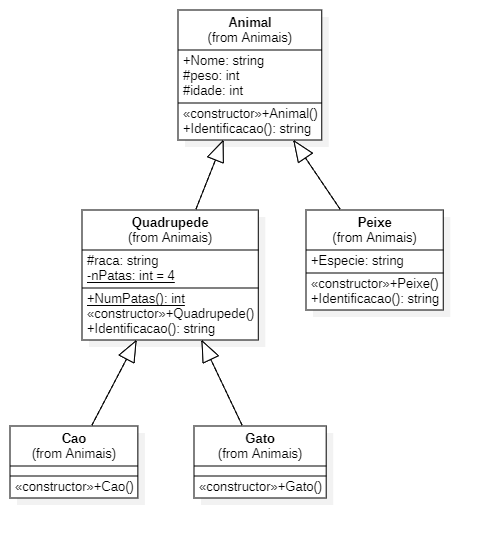 Animal
(from Animais)
+Nome: string
#peso: int
#idade: int
«constructor»+Animal()
+Identificacao(): string
Quadrupede
(from Animais)
#raca: string
-nPatas: int = 4
+NumPatas(): int
«constructor»+Quadrupede()
+Identificacao(): string
Peixe
(from Animais)
+Especie: string
«constructor»+Peixe()
+Identificacao(): string
Cao
(from Animais)
«constructor»+Cao()
Gato
(from Animais)
«constructor»+Gato()